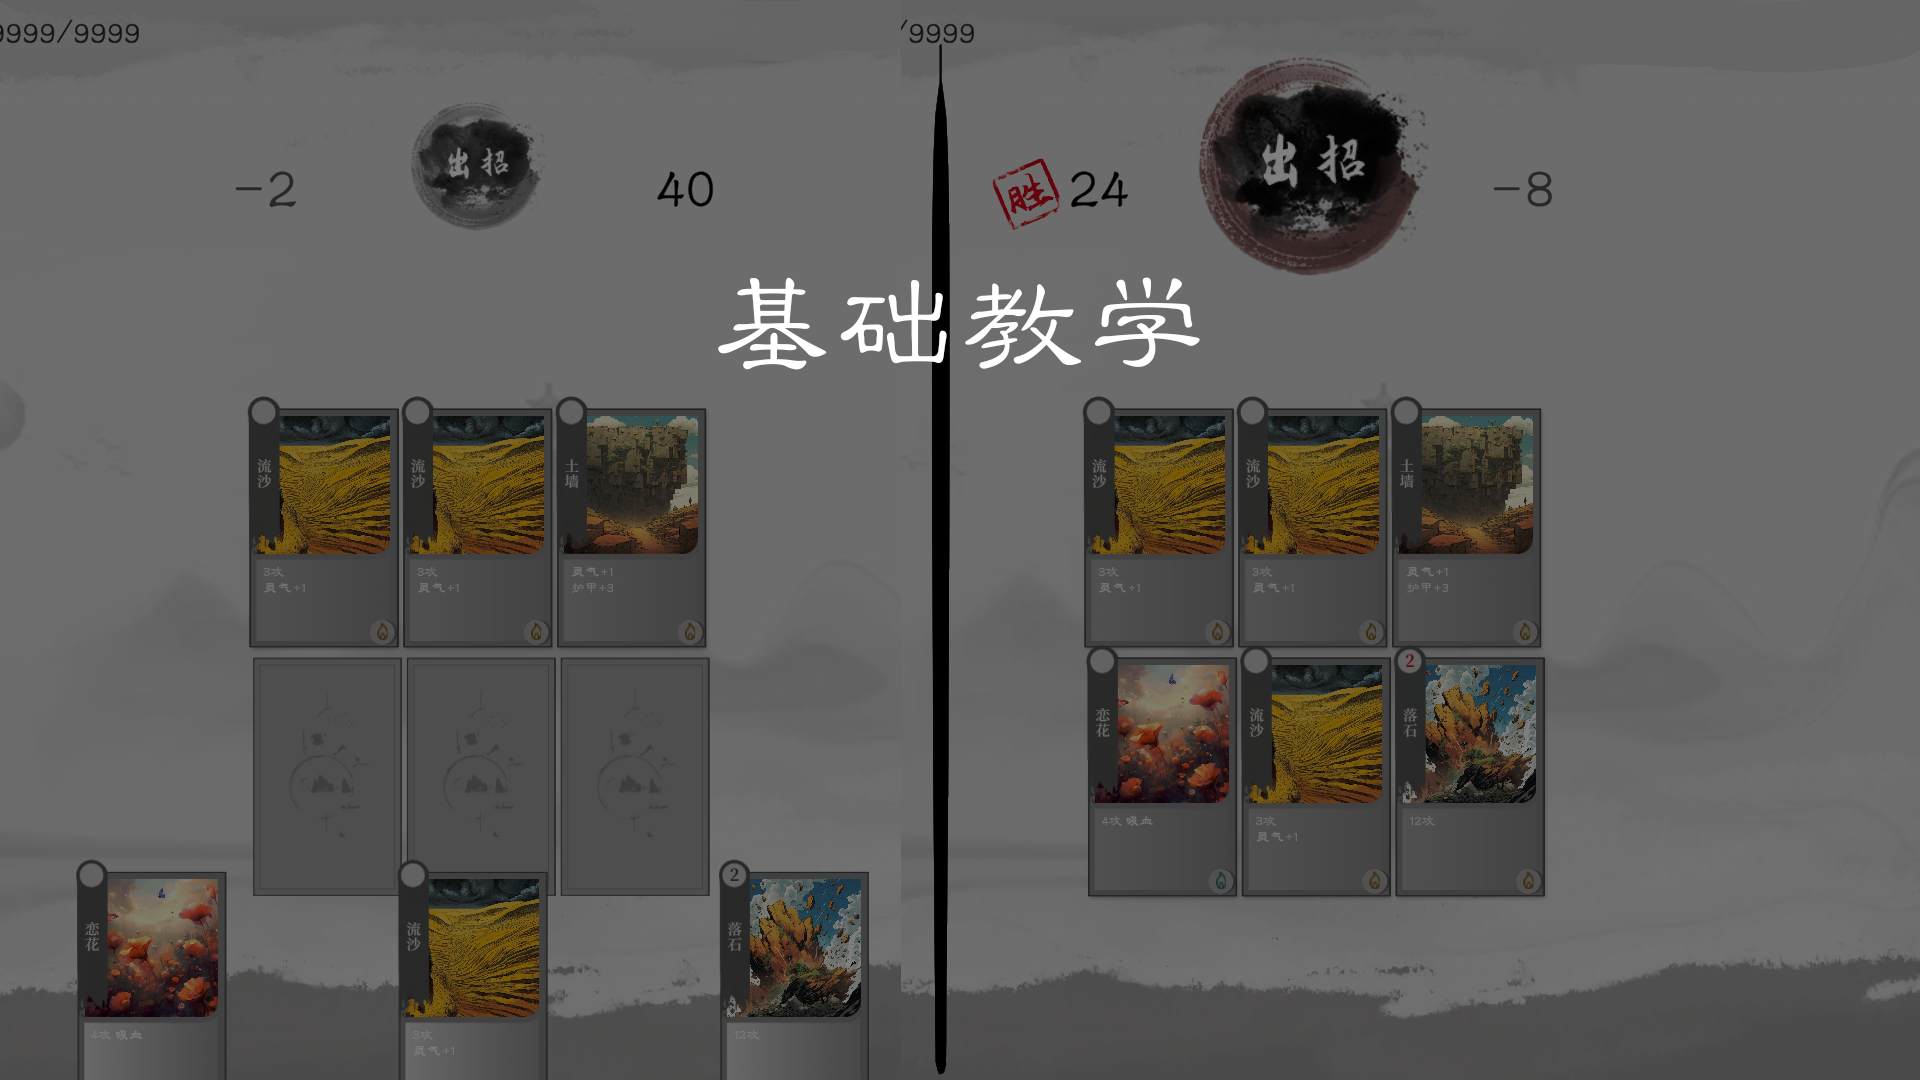 9999/9999
/9999
出招
出招
-2
40
胜
24
-8
基础教学
流沙
3攻
灵气+1
流沙
3攻
灵气+1
土墙
灵气+1
护甲+3
流沙
3攻
灵气+1
流沙
3攻
灵气+1
土墙
灵气+1
护甲+3
恋花
4攻 吸血
流沙
3攻
灵气+1
2
落石
12攻
恋花
4攻 吸血
流沙
3攻
灵气+1
2
落石
12攻